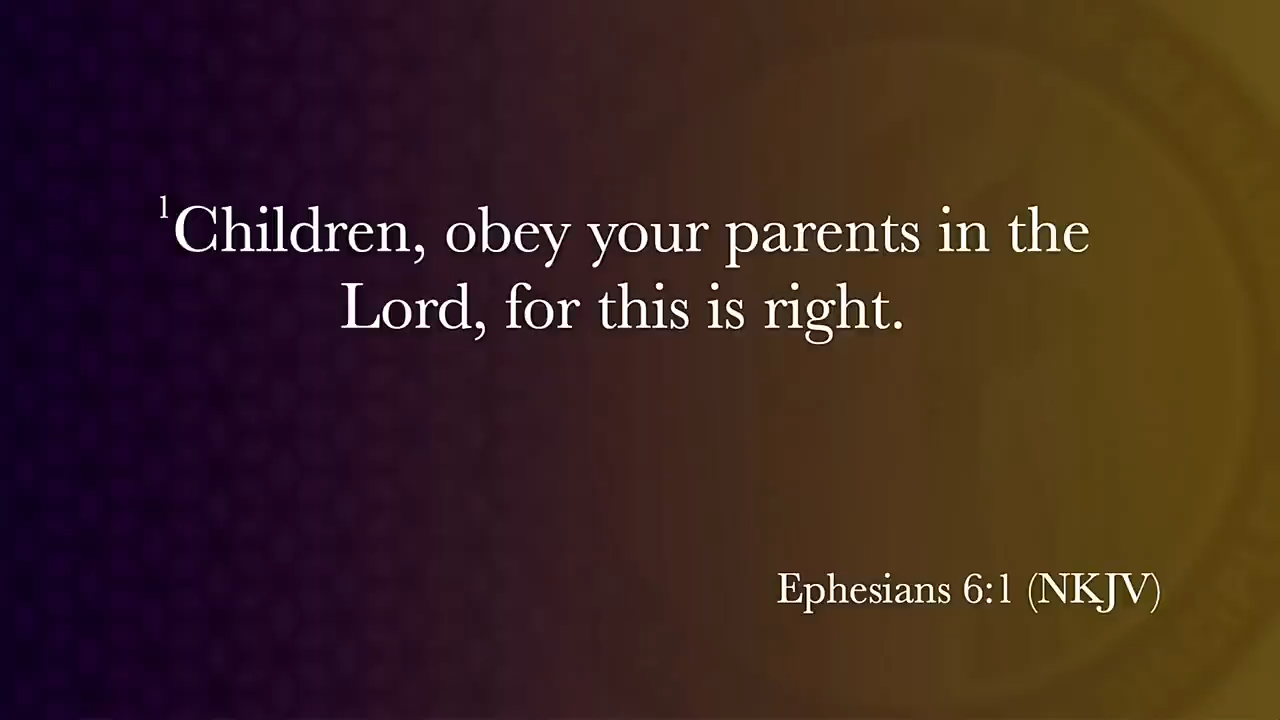 ¹Children, obey your parents in the
Lord, for this is right.
Ephesians 6:1 (NKJV)